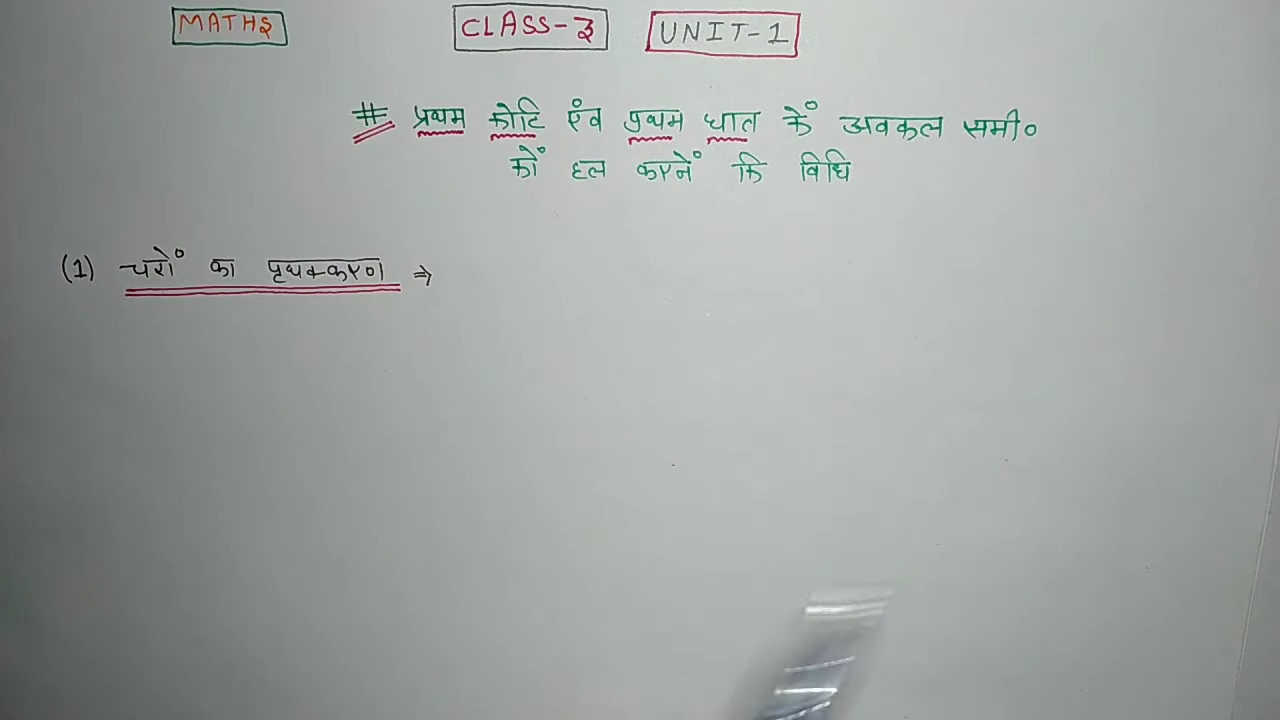 MATHS CLASS-3 UNIT-1
# प्रथम कोटि एंव प्रथम घात कें अवकल समी०
कों हल करनें कि विधि
(1) चरों का पृथक्करण ⇒